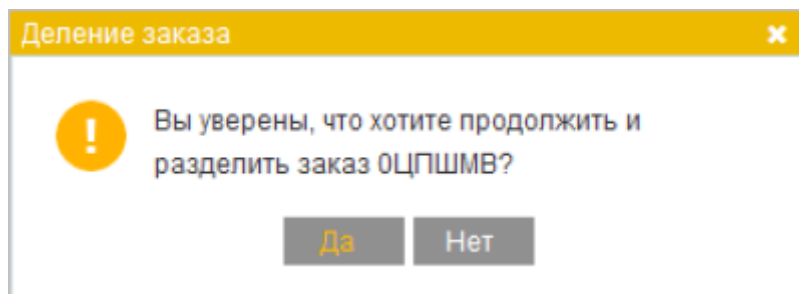 Деление заказа
Вы уверены, что хотите продолжить и
разделить заказ 0ЦПШМВ?
Да
Нет